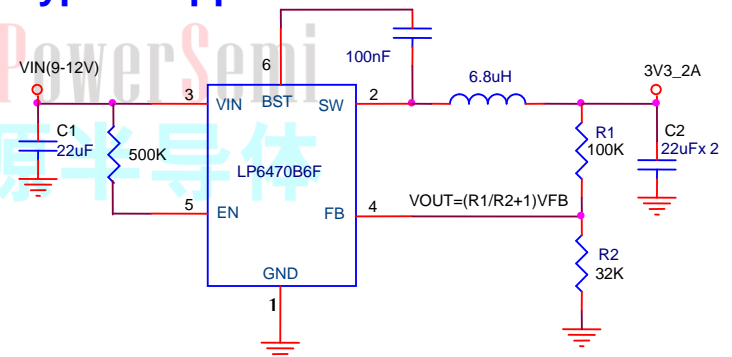 PowerSemi
源半导体
VIN(9-12V)
C1
22uF
500K
3
5
6
VIN
BST
SW
LP6470B6F
EN
FB
GND
1
2
4
100nF
6.8uH
VOUT=(R1/R2+1)VFB
R1
100K
R2
32K
3V3_2A
C2
22uFx 2